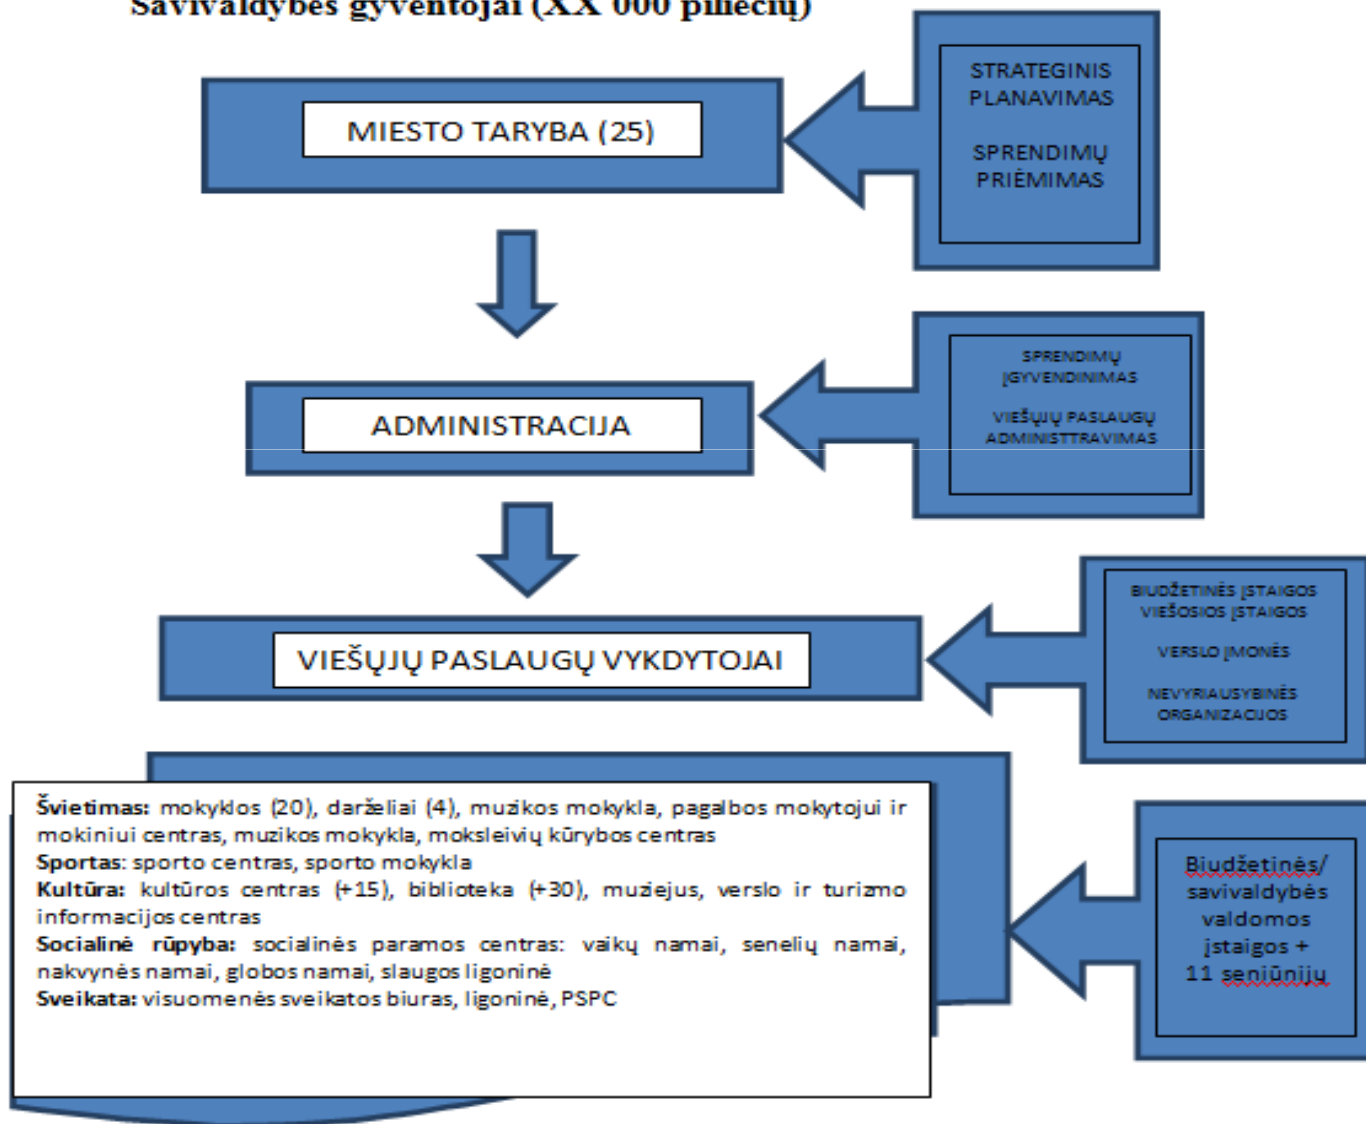 Savivaldybės gyventojai (XX 000 piliečių)
STRATEGINIS
PLANAVIMAS
SPRENDIMŲ
PRIĖMIMAS
MIESTO TARYBA (25)
SPRENDIMŲ
ĮGYVENDINIMAS
VIEŠŲJŲ PASLAUGŲ
ADMINISTTRAVIMAS
ADMINISTRACIJA
BIUDŽETINĖS ĮSTAIGOS
VIEŠOSIOS ĮSTAIGOS
VERSLO ĮMONĖS
NEVYRIAUSYBINĖS
ORGANIZACIJOS
VIEŠŲJŲ PASLAUGŲ VYKDYTOJAI
Švietimas: mokyklos (20), darželiai (4), muzikos mokykla, pagalbos mokytojui ir
mokiniui centras, muzikos mokykla, moksleivių kūrybos centras
Sportas: sporto centras, sporto mokykla
Kultūra: kultūros centras (+15), biblioteka (+30), muziejus, verslo ir turizmo
informacijos centras
Socialinė rūpyba: socialinės paramos centras: vaikų namai, senelių namai,
nakvynės namai, globos namai, slaugos ligoninė
Sveikata: visuomenės sveikatos biuras, ligoninė, PSPC
Biudžetinės/
savivaldybės
valdomos
įstaigos +
11 seniūnijų